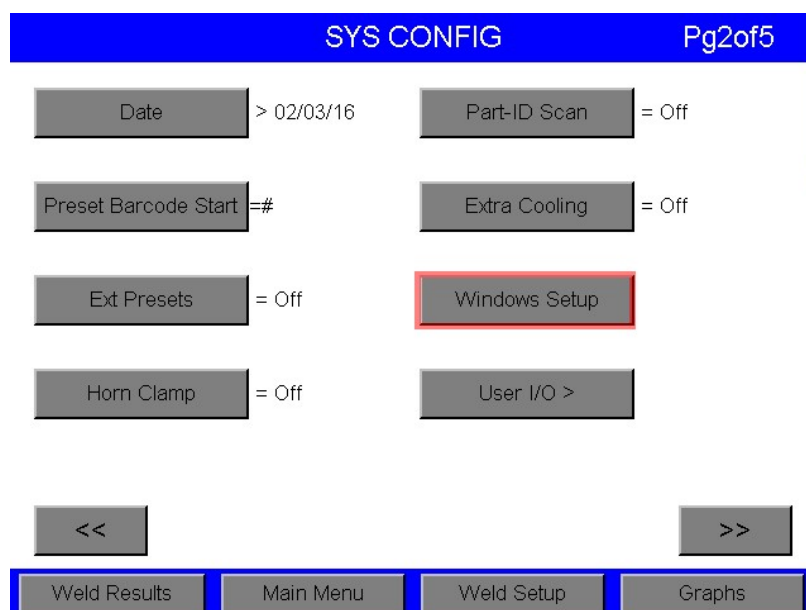 SYS CONFIG Pg2of5
Date > 02/03/16 Part-ID Scan = Off
Preset Barcode Start =# Extra Cooling = Off
Ext Presets = Off Windows Setup
Horn Clamp = Off User I/O >
<< >>
Weld Results Main Menu Weld Setup Graphs